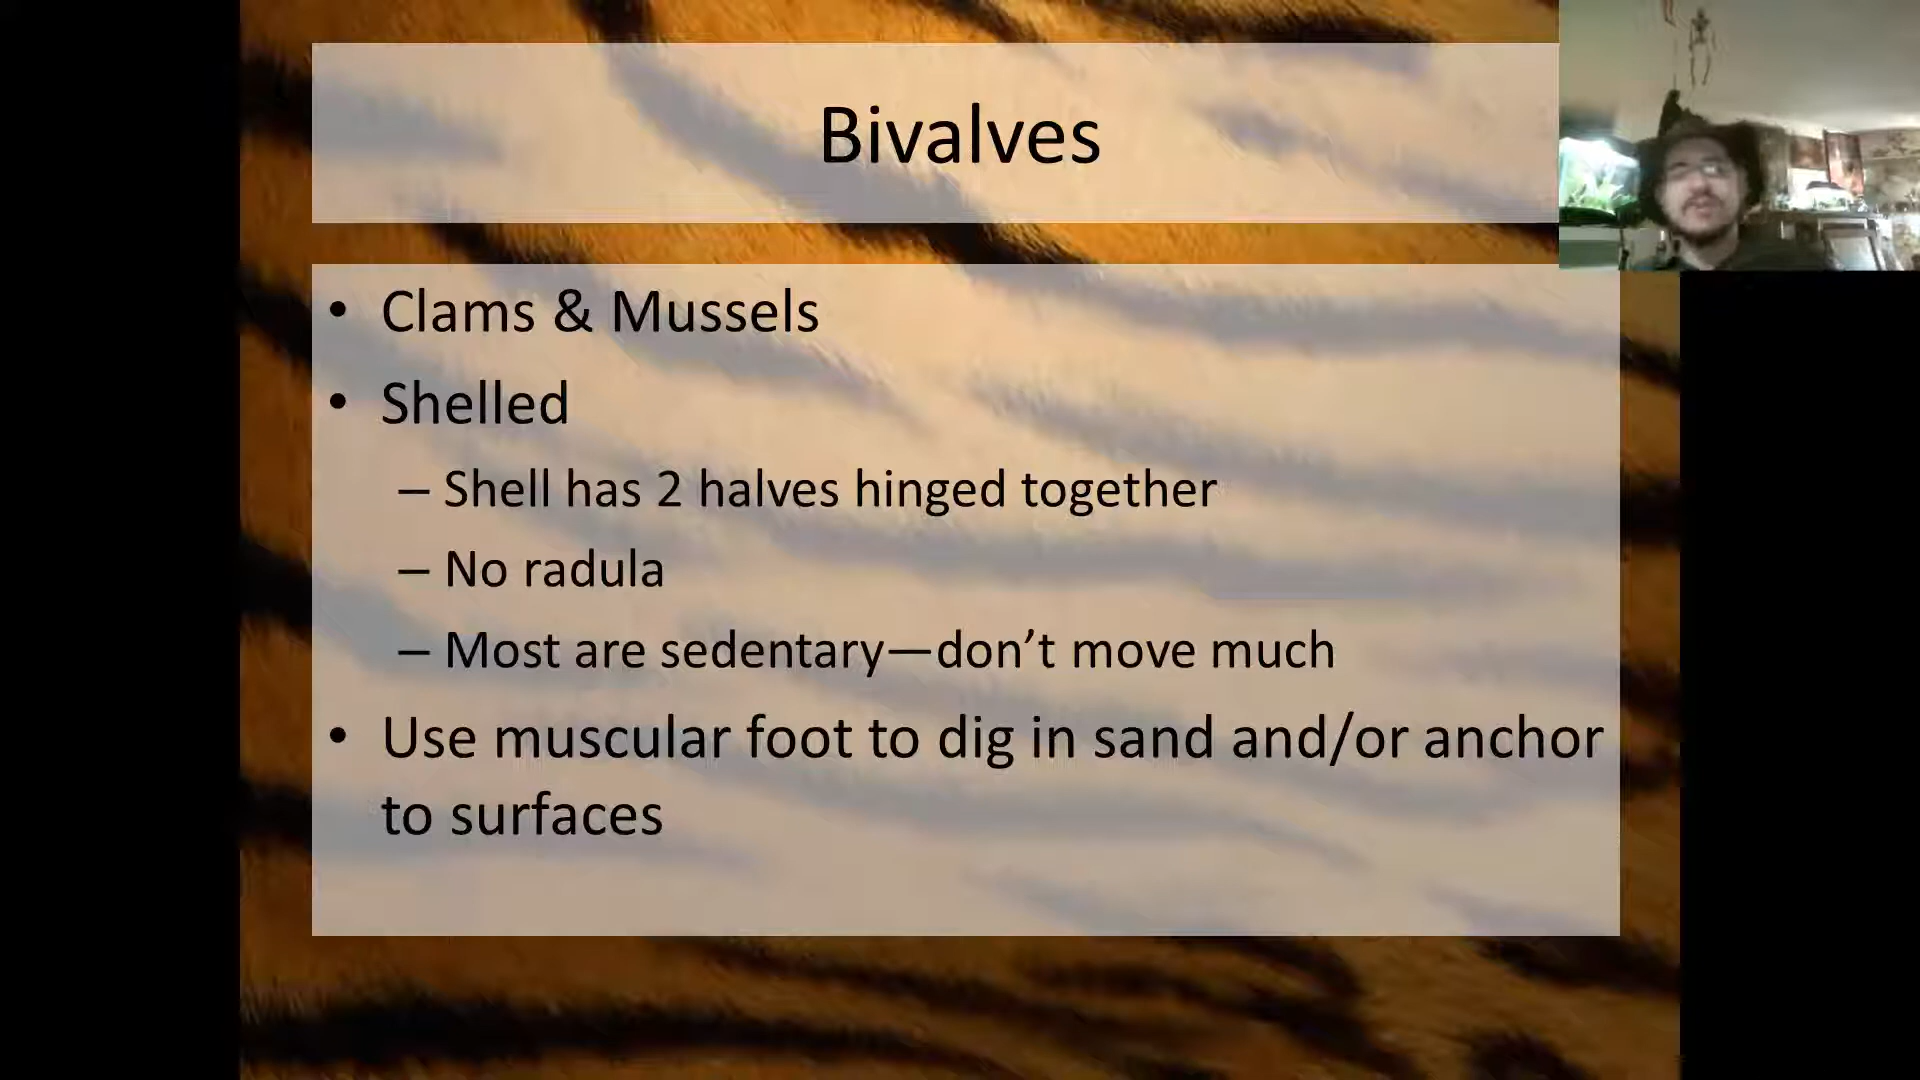 Bivalves
• Clams & Mussels
• Shelled
– Shell has 2 halves hinged together
– No radula
– Most are sedentary—don’t move much
• Use muscular foot to dig in sand and/or anchor
to surfaces